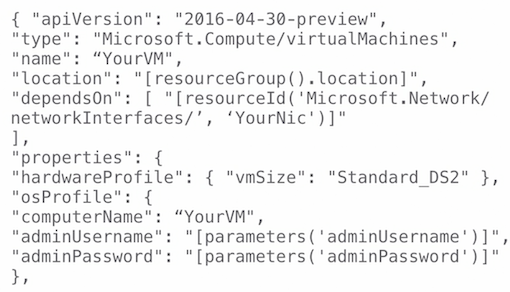 { "apiVersion": "2016-04-30-preview",
"type": "Microsoft.Compute/virtualMachines",
"name": “YourVM",
"location": "[resourceGroup().location]",
"dependsOn": [ "[resourceId('Microsoft.Network/
networkInterfaces/’, ‘YourNic')]"
],
"properties": {
"hardwareProfile": { "vmSize": "Standard_DS2" },
"osProfile": {
"computerName": “YourVM",
"adminUsername": "[parameters('adminUsername')]",
"adminPassword": "[parameters('adminPassword')]"
},